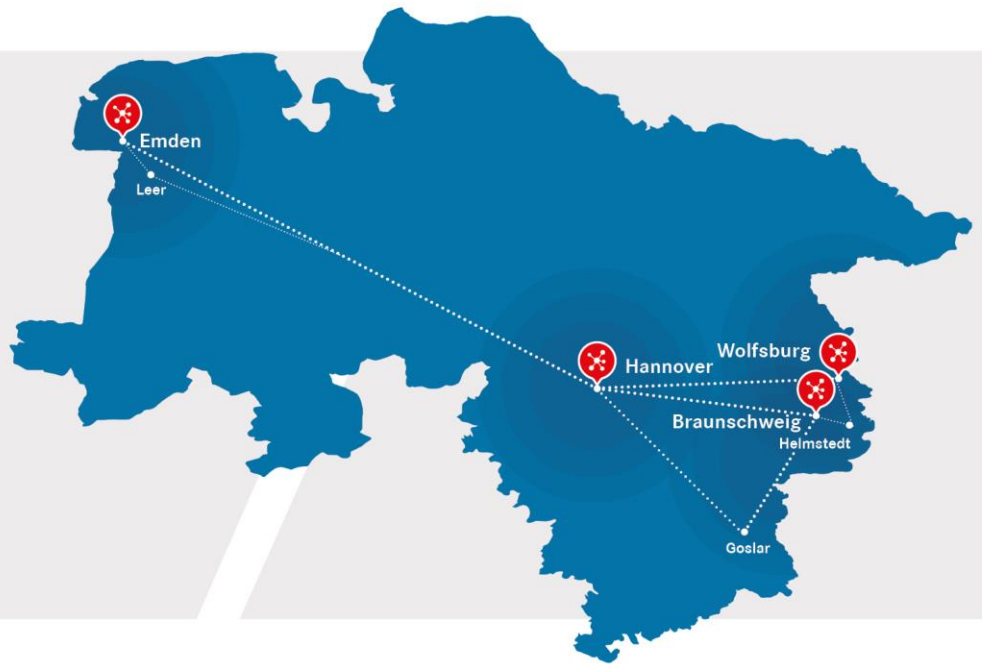 Emden
Leer
Wolfsburg
Hannover
Braunschweig
Helmstedt
Goslar